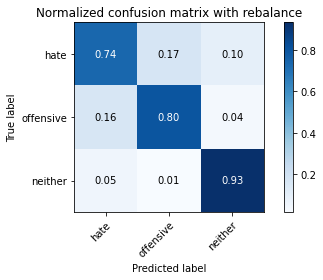 Normalized confusion matrix with rebalance
True label
hate
offensive
neither
0.74 0.17 0.10
0.16 0.80 0.04
0.05 0.01 0.93
hate
offensive
neither
Predicted label
0.8
0.6
0.4
0.2